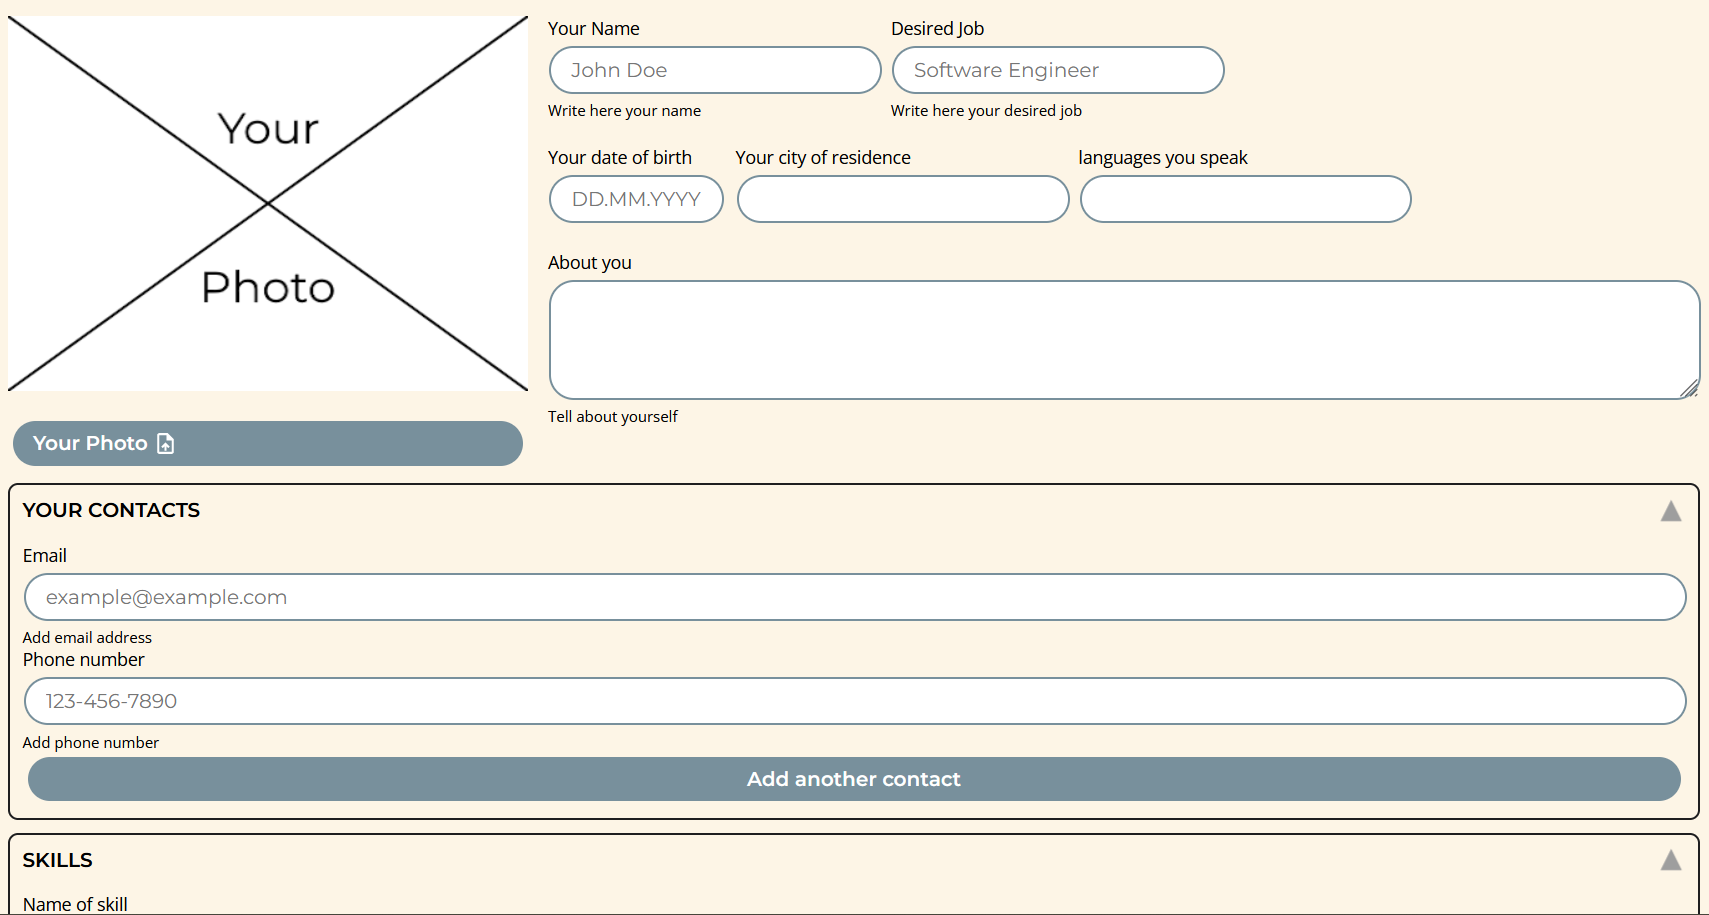 Your
Photo
Your Photo
Your Name
John Doe
Write here your name
Desired Job
Software Engineer
Write here your desired job
Your date of birth
DD.MM.YYYY
Your city of residence
languages you speak
About you
Tell about yourself
YOUR CONTACTS
Email
example@example.com
Add email address
Phone number
123-456-7890
Add phone number
Add another contact
SKILLS
Name of skill